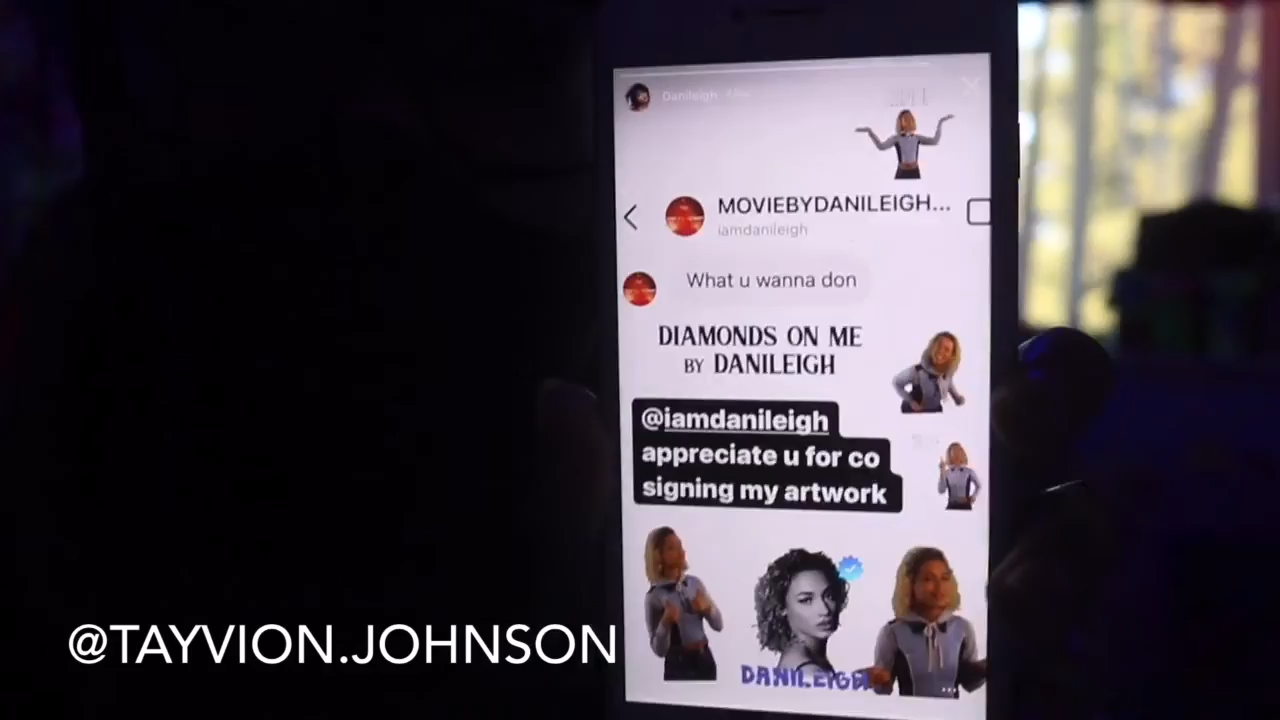 Danileigh
MOVIEBYDANILEIGH...
iamdanileigh
What u wanna don
DIAMONDS ON ME
BY DANILEIGH
@iamdanileigh
appreciate u for co
signing my artwork
DANILEIGH
@TAYVION.JOHNSON